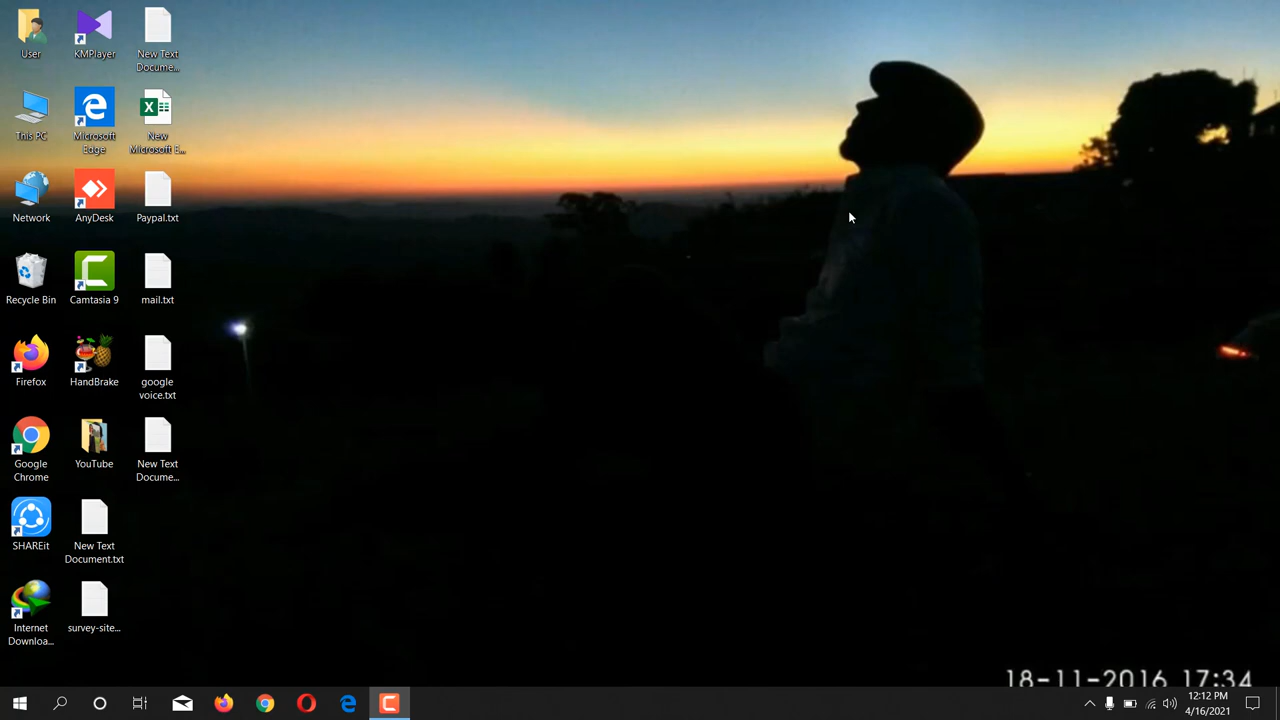 User
KMPlayer
New Text
Docume...
This PC
Microsoft
Edge
New
Microsoft E...
Network
AnyDesk
Paypal.txt
Recycle Bin
Camtasia 9
mail.txt
Firefox
HandBrake
google
voice.txt
Google
Chrome
YouTube
New Text
Docume...
SHAREit
New Text
Document.txt
Internet
Downloa...
survey-site...
18-11-2016 17:34
12:12 PM
4/16/2021